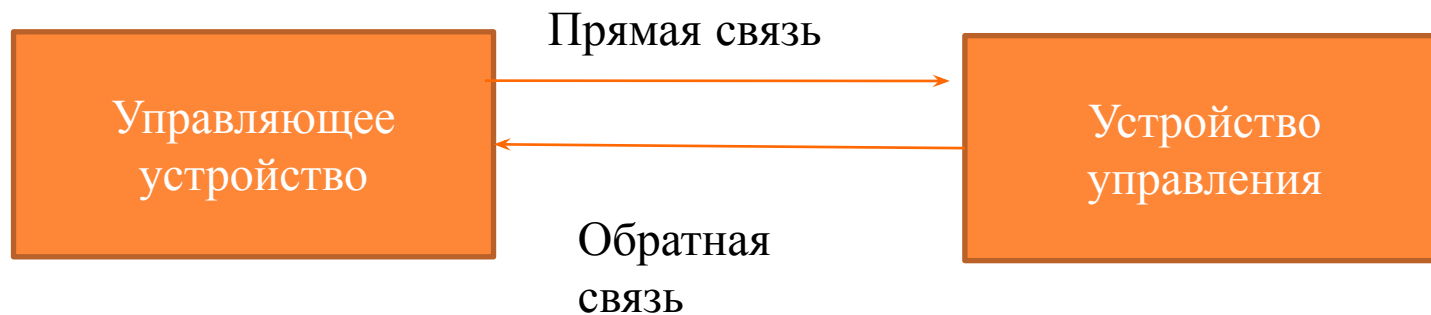 Прямая связь
Управляющее
устройство
Устройство
управления
Обратная
связь